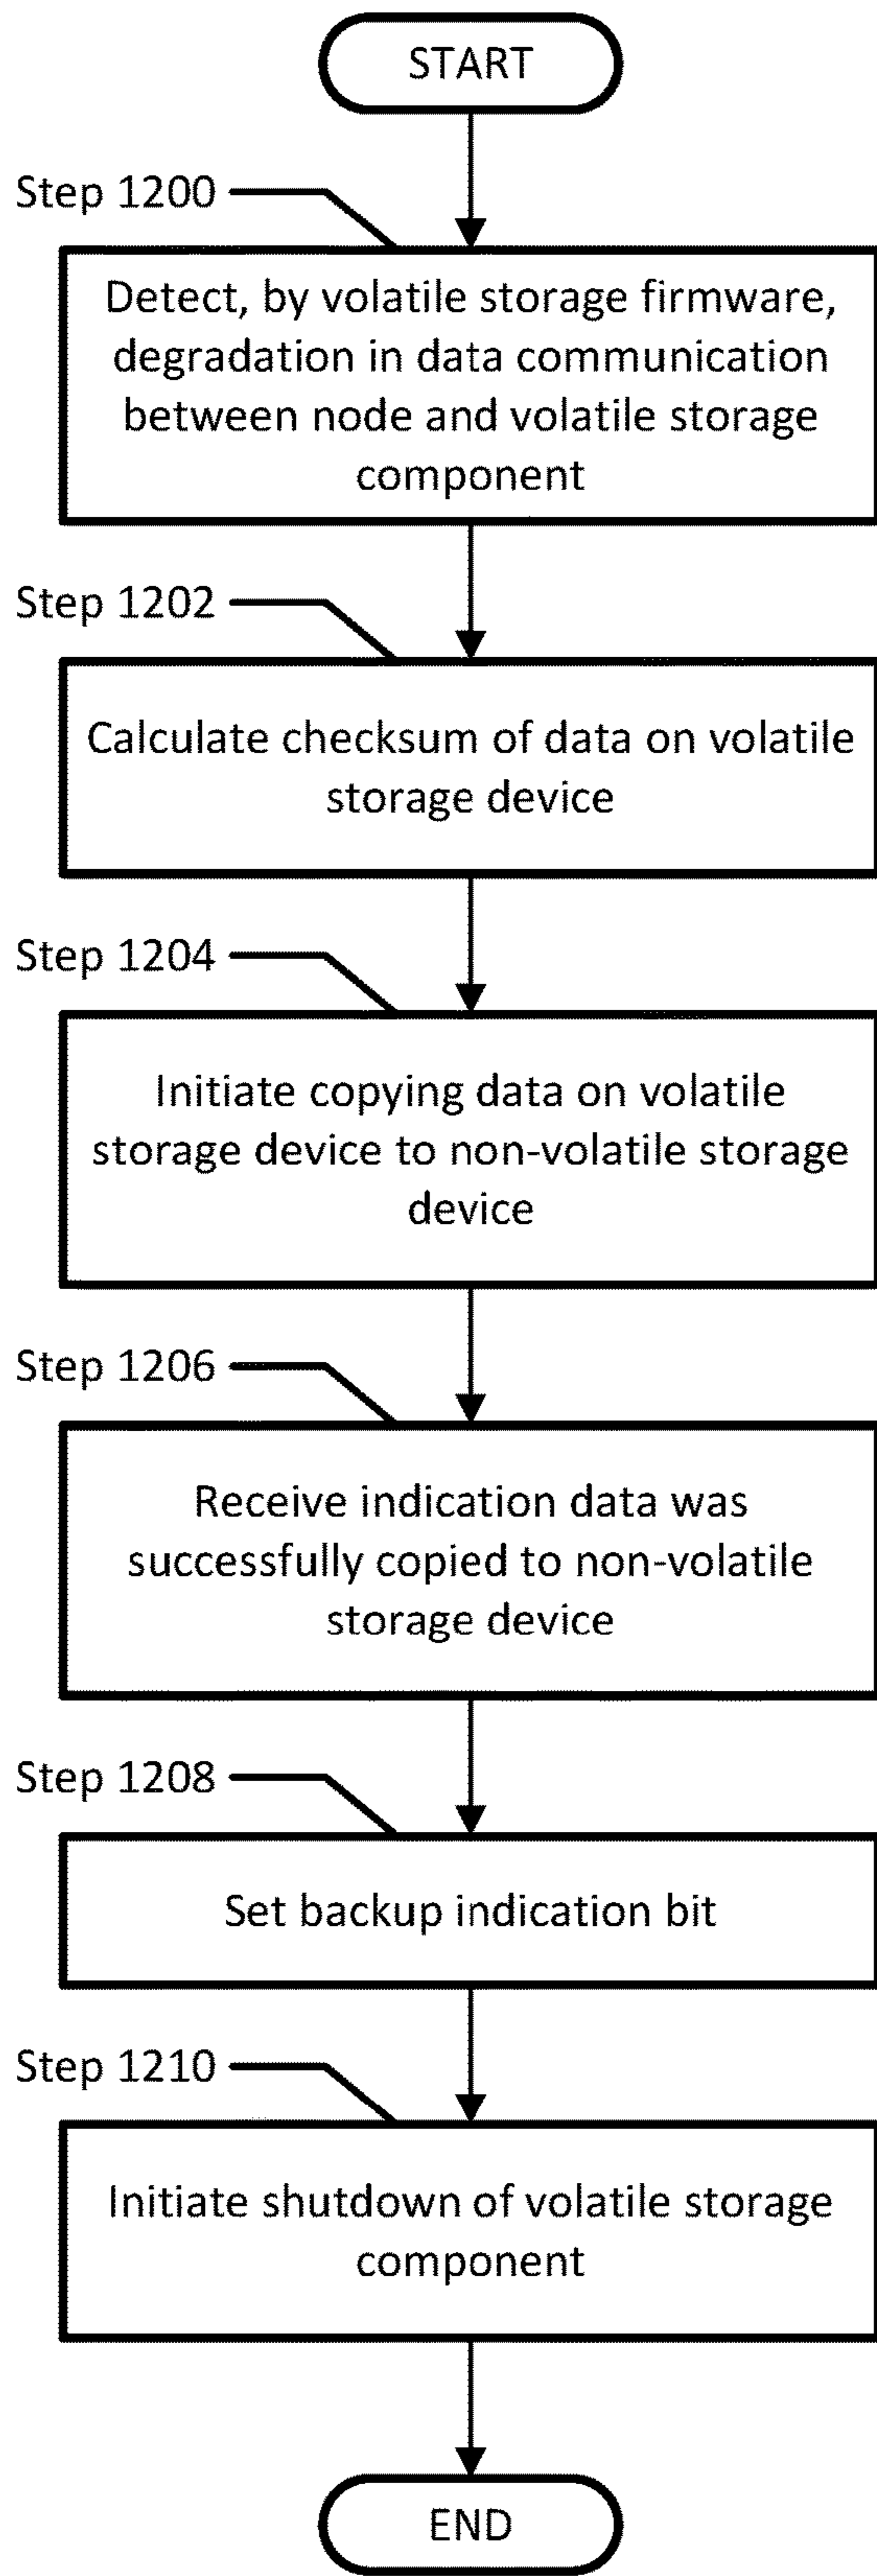 START
Step 1200
Detect, by volatile storage firmware,
degradation in data communication
between node and volatile storage
component
Step 1202
Calculate checksum of data on volatile
storage device
Step 1204
Initiate copying data on volatile
storage device to non-volatile storage
device
Step 1206
Receive indication data was
successfully copied to non-volatile
storage device
Step 1208
Set backup indication bit
Step 1210
Initiate shutdown of volatile storage
component
END